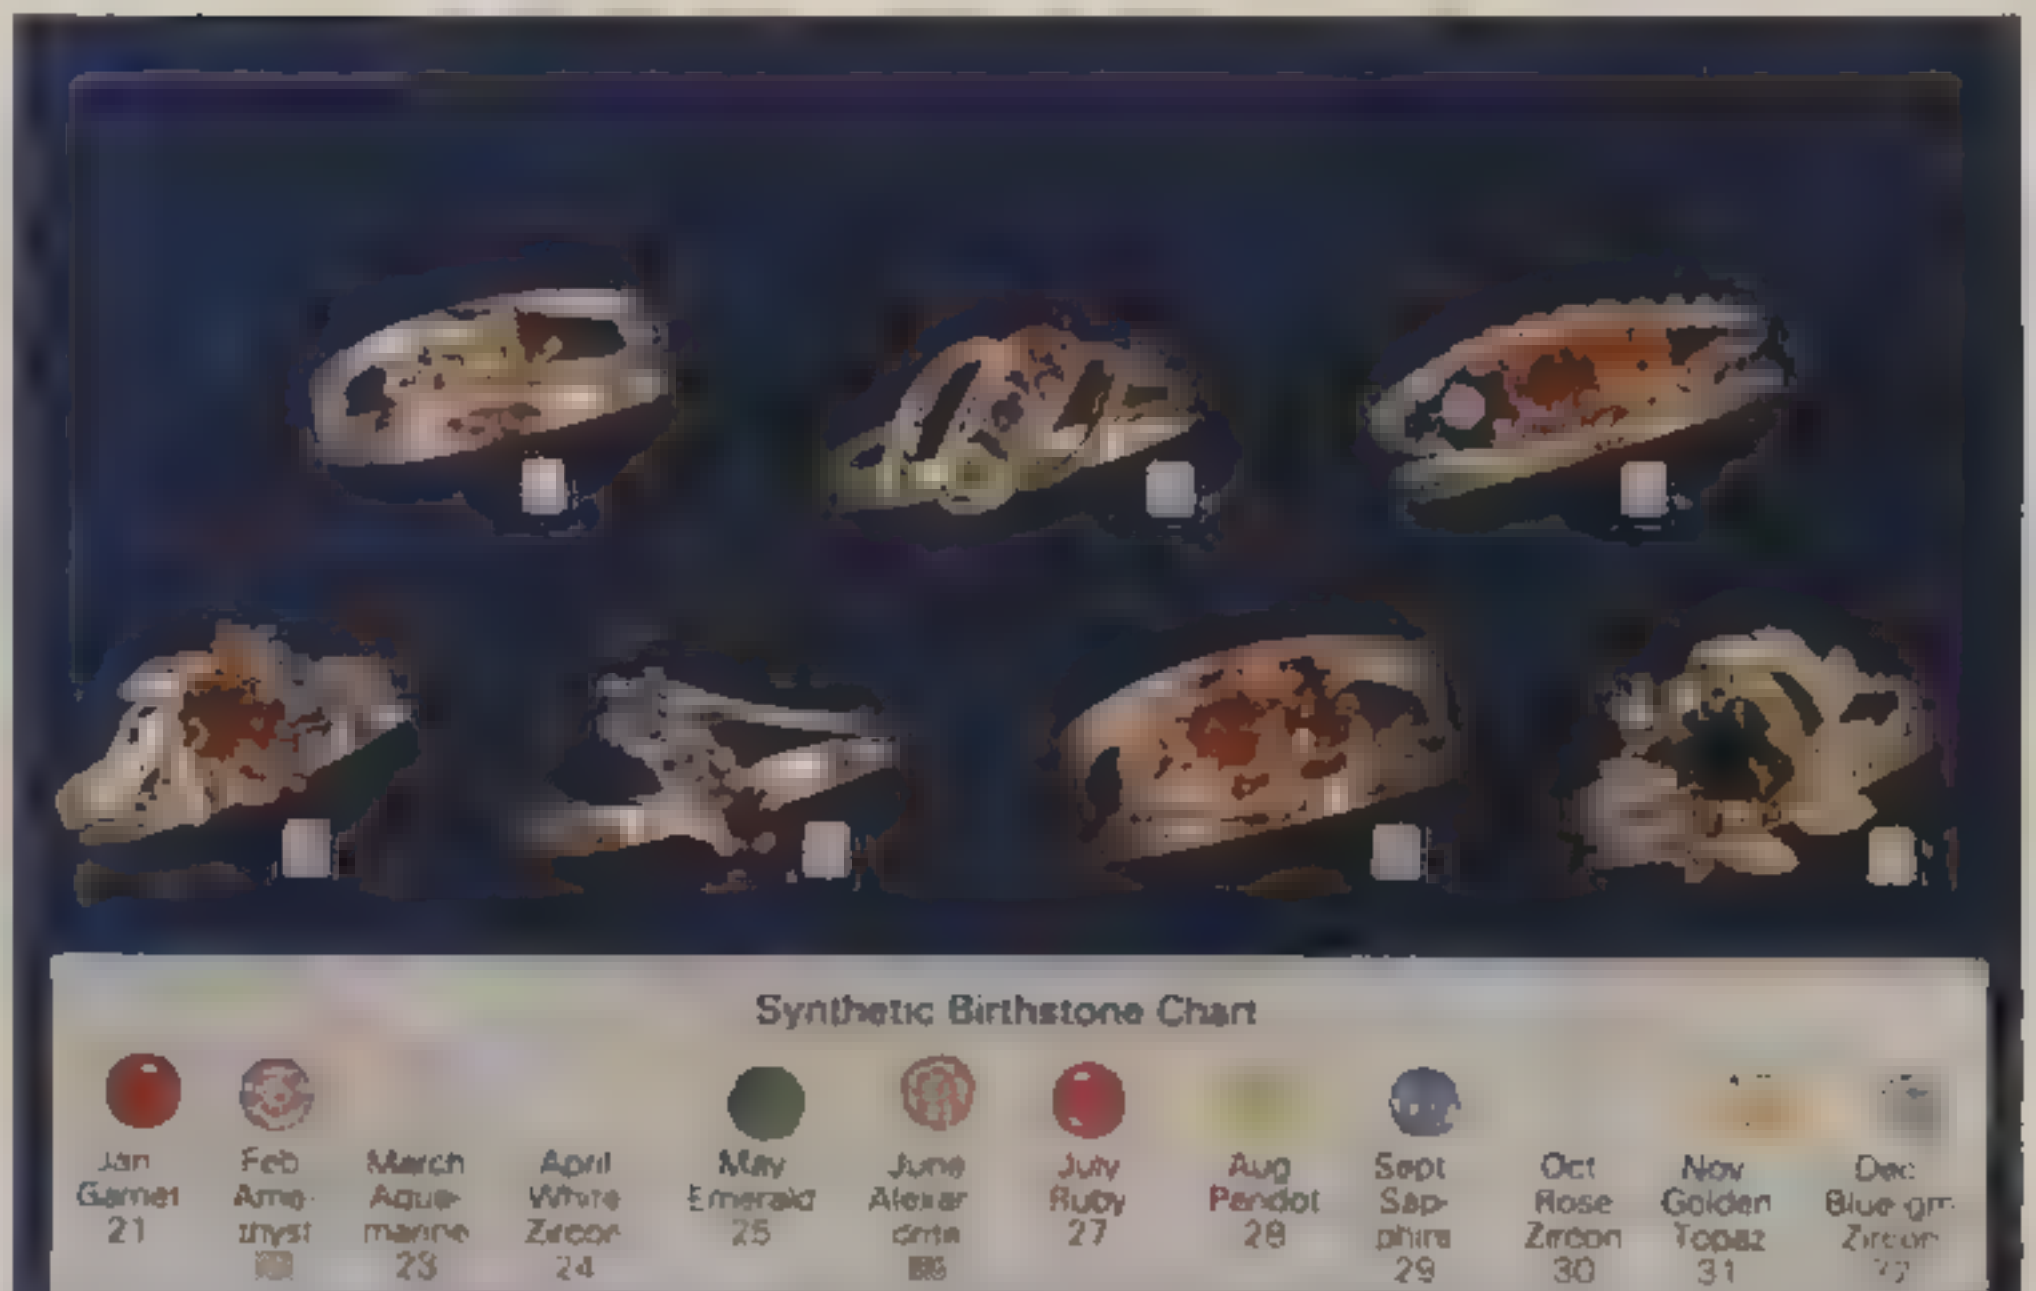 Synthetic Birthstone Chart
Jan
Garnet
21
Feb
Ame-
thyst
March
Aqua-
marine
23
April
White
Zircon
24
May
Emerald
25
June
Alexan
drite
July
Ruby
27
Aug
Peridot
28
Sept
Sap-
phire
29
Oct
Rose
Zircon
30
Nov
Golden
Topaz
31
Dec
Blue-grn
Zircon